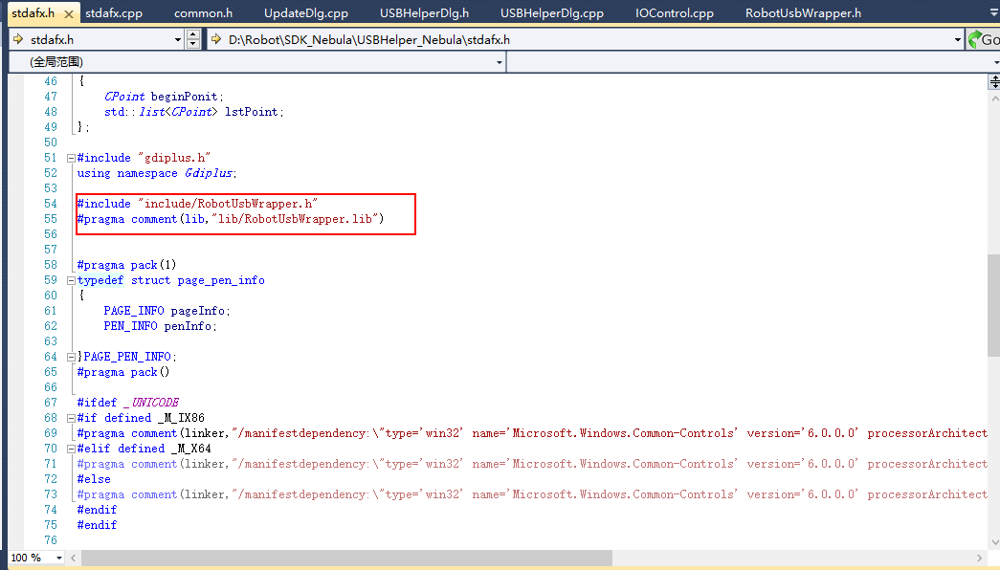 stdafx.h stdafx.cpp common.h UpdateDlg.cpp USBHelperDlg.h USBHelperDlg.cpp IOControl.cpp RobotUsbWrapper.h
stdafx.h D:\Robot\SDK_Nebula\USBHelper_Nebula\stdafx.h Go
(全局范围)
46 {
47 CPoint beginPonit;
48 std::list<CPoint> lstPoint;
49 };
50
51 #include "gdiplus.h"
52 using namespace Gdiplus;
53
54 #include "include/RobotUsbWrapper.h"
55 #pragma comment(lib,"lib/RobotUsbWrapper.lib")
56
57
58 #pragma pack(1)
59 typedef struct page_pen_info
60 {
61 PAGE_INFO pageInfo;
62 PEN_INFO penInfo;
63
64 }PAGE_PEN_INFO;
65 #pragma pack()
66
67 #ifdef _UNICODE
68 #if defined _M_IX86
69 #pragma comment(linker,"/manifestdependency:\"type='win32' name='Microsoft.Windows.Common-Controls' version='6.0.0.0' processorArchitect
70 #elif defined _M_X64
71 #pragma comment(linker,"/manifestdependency:\"type='win32' name='Microsoft.Windows.Common-Controls' version='6.0.0.0' processorArchitect
72 #else
73 #pragma comment(linker,"/manifestdependency:\"type='win32' name='Microsoft.Windows.Common-Controls' version='6.0.0.0' processorArchitect
74 #endif
75 #endif
76
100 %